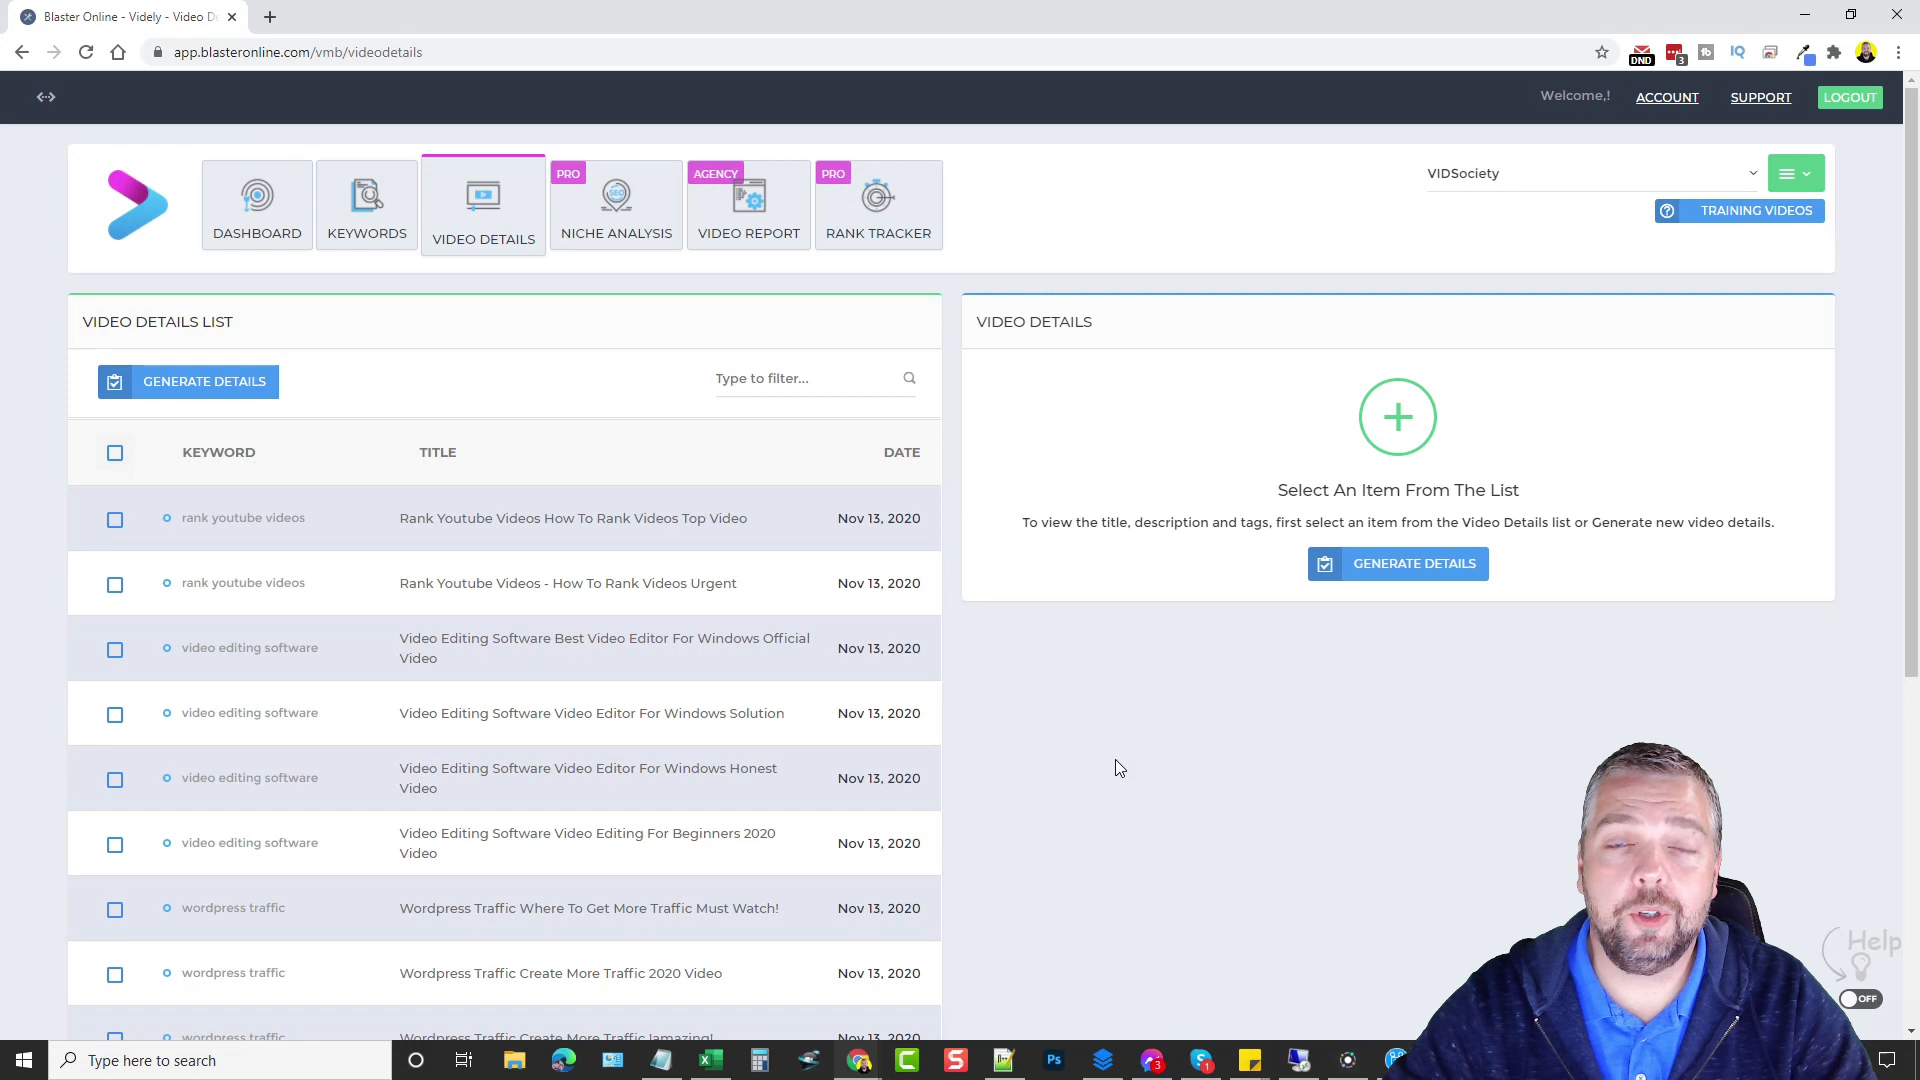 Blaster Online - Videly - Video De
app.blasteronline.com/vmb/videodetails
DND
3
tb
IQ
Welcome,!
ACCOUNT
SUPPORT
LOGOUT
DASHBOARD
KEYWORDS
VIDEO DETAILS
PRO
SEO
NICHE ANALYSIS
AGENCY
VIDEO REPORT
PRO
RANK TRACKER
VIDSociety
TRAINING VIDEOS
VIDEO DETAILS LIST
GENERATE DETAILS
Type to filter...
KEYWORD TITLE DATE
rank youtube videos Rank Youtube Videos How To Rank Videos Top Video Nov 13, 2020
rank youtube videos Rank Youtube Videos - How To Rank Videos Urgent Nov 13, 2020
video editing software Video Editing Software Best Video Editor For Windows Official Nov 13, 2020
Video
video editing software Video Editing Software Video Editor For Windows Solution Nov 13, 2020
video editing software Video Editing Software Video Editor For Windows Honest Nov 13, 2020
Video
video editing software Video Editing Software Video Editing For Beginners 2020 Nov 13, 2020
Video
wordpress traffic Wordpress Traffic Where To Get More Traffic Must Watch! Nov 13, 2020
wordpress traffic Wordpress Traffic Create More Traffic 2020 Video Nov 13, 2020
wordpress traffic Wordpress Traffic Create More Traffic [amazing] Nov 13, 2020
VIDEO DETAILS
Select An Item From The List
To view the title, description and tags, first select an item from the Video Details list or Generate new video details.
GENERATE DETAILS
Help
OFF
Type here to search
Ps
3
1